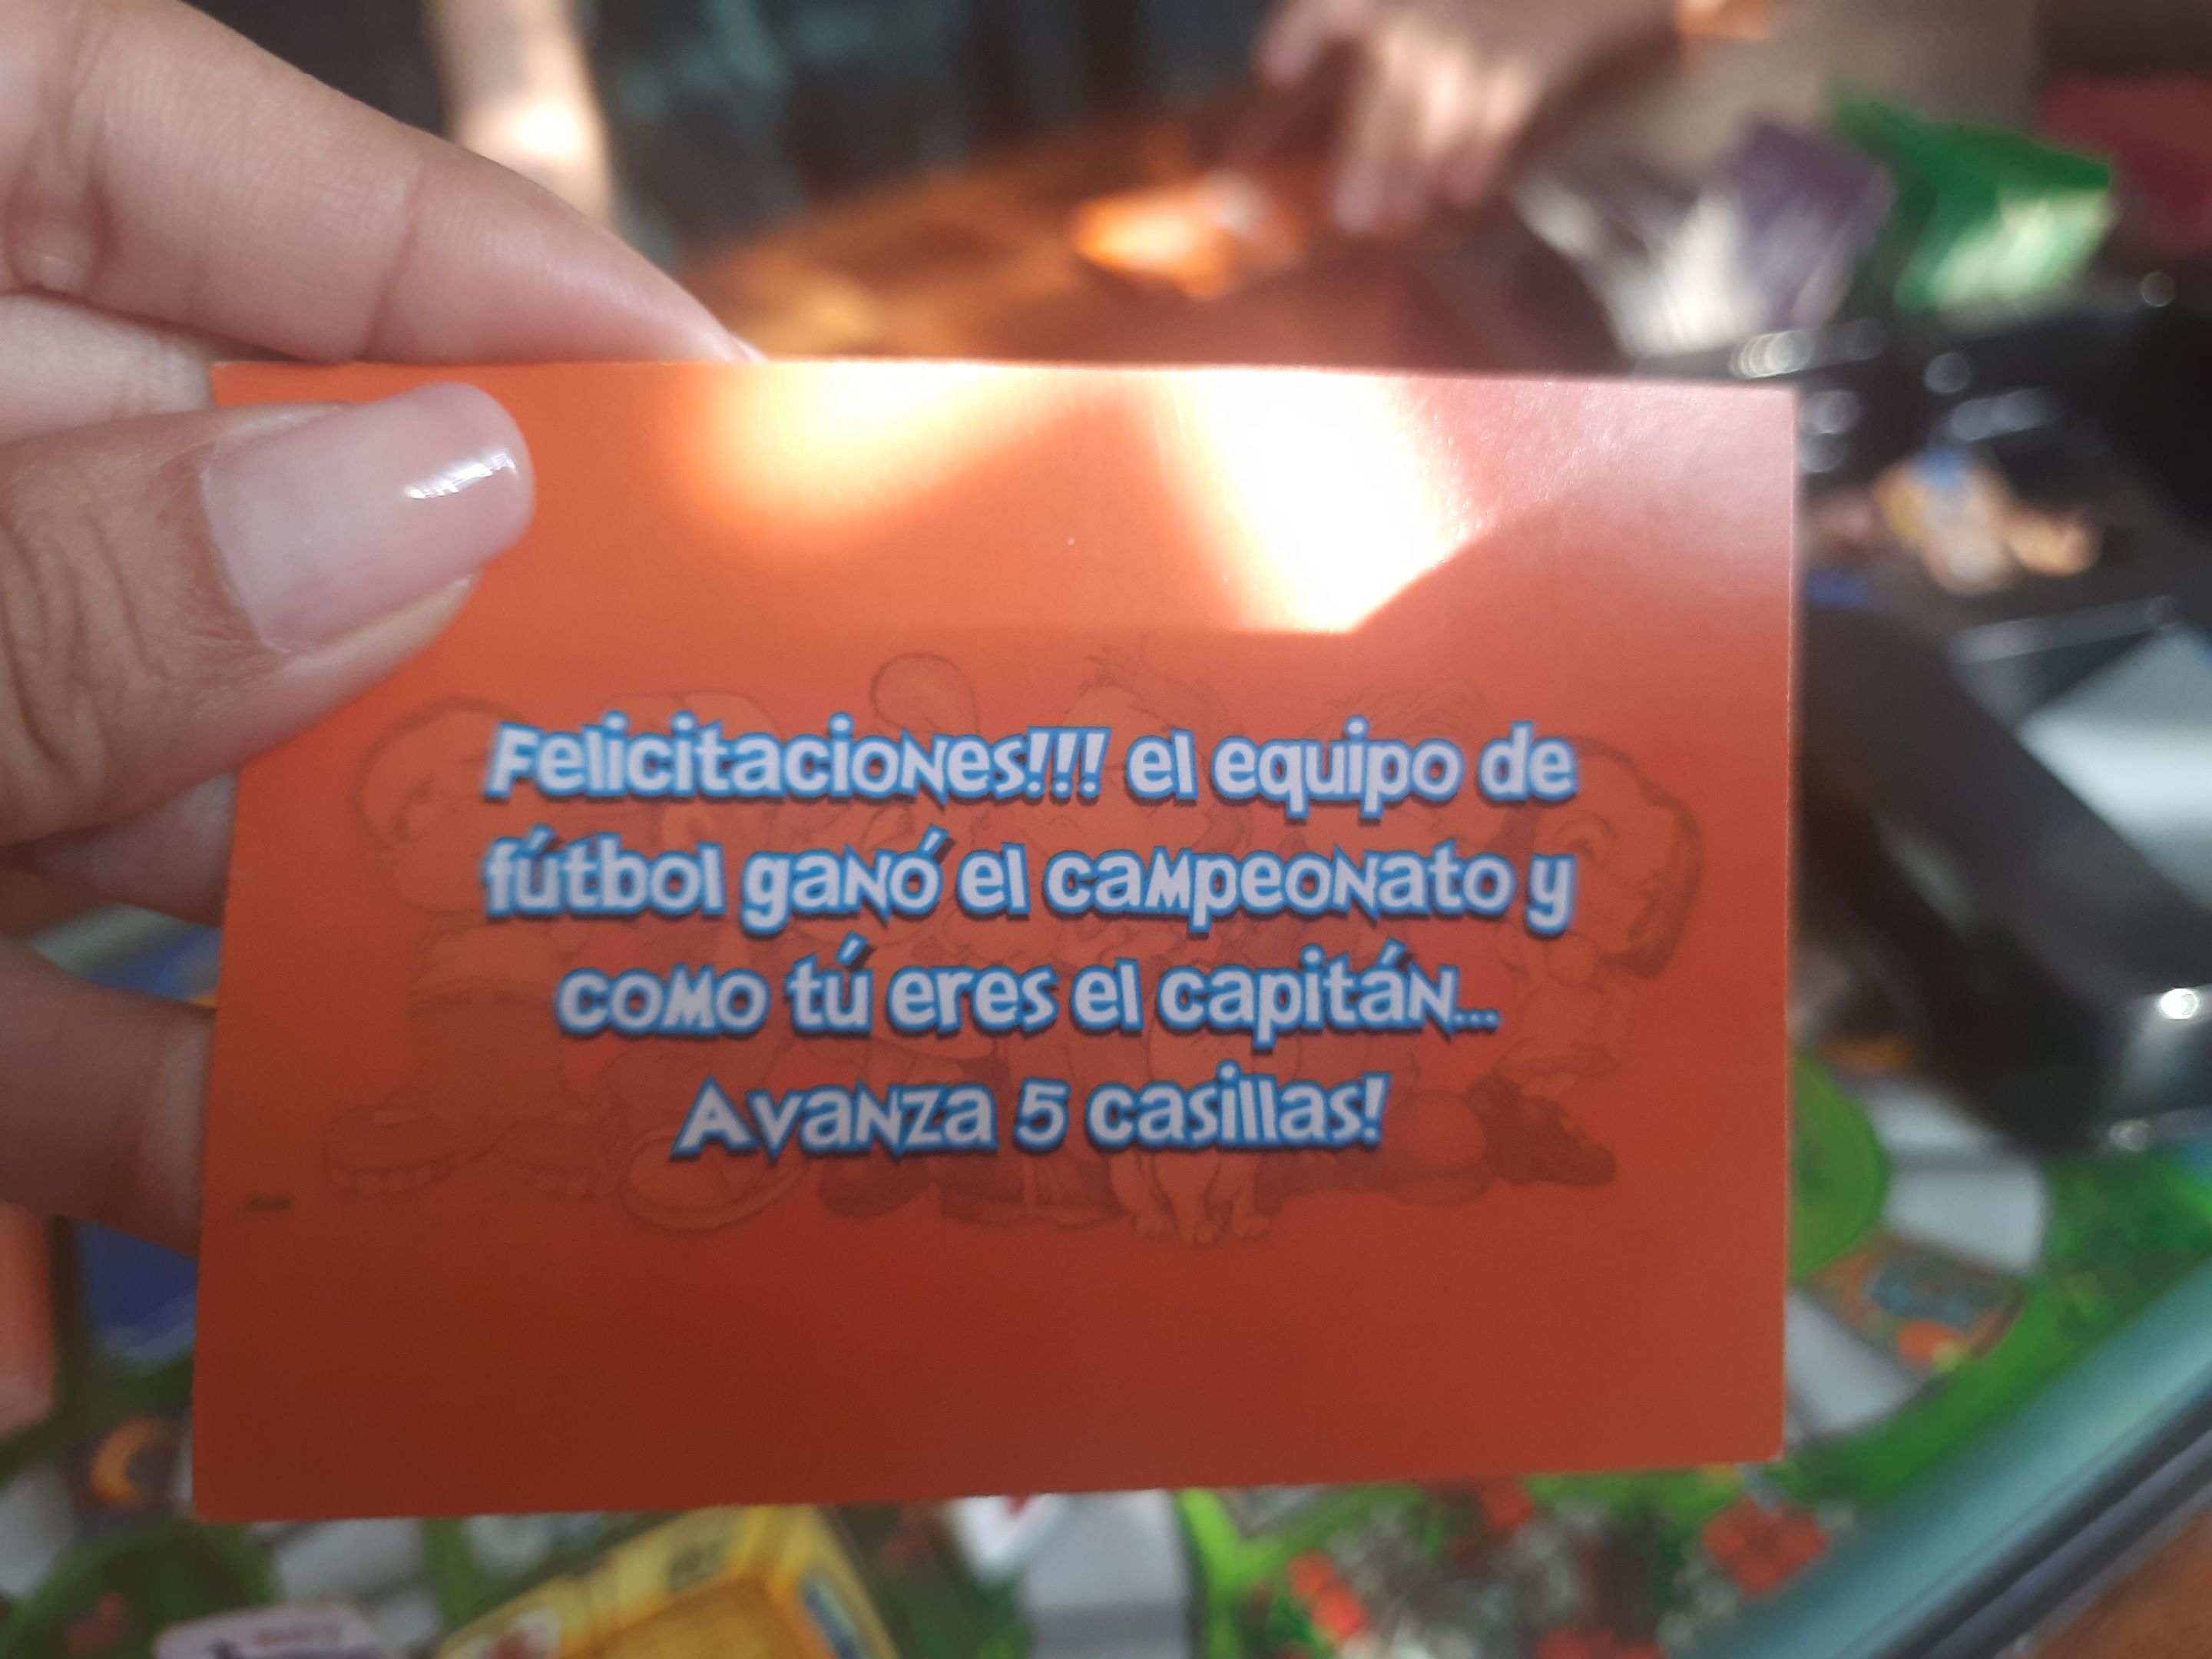 Felicitaciones!!! el equipo de
fútbol ganó el campeonato y
como tú eres el capitán...
Avanza 5 casillas!